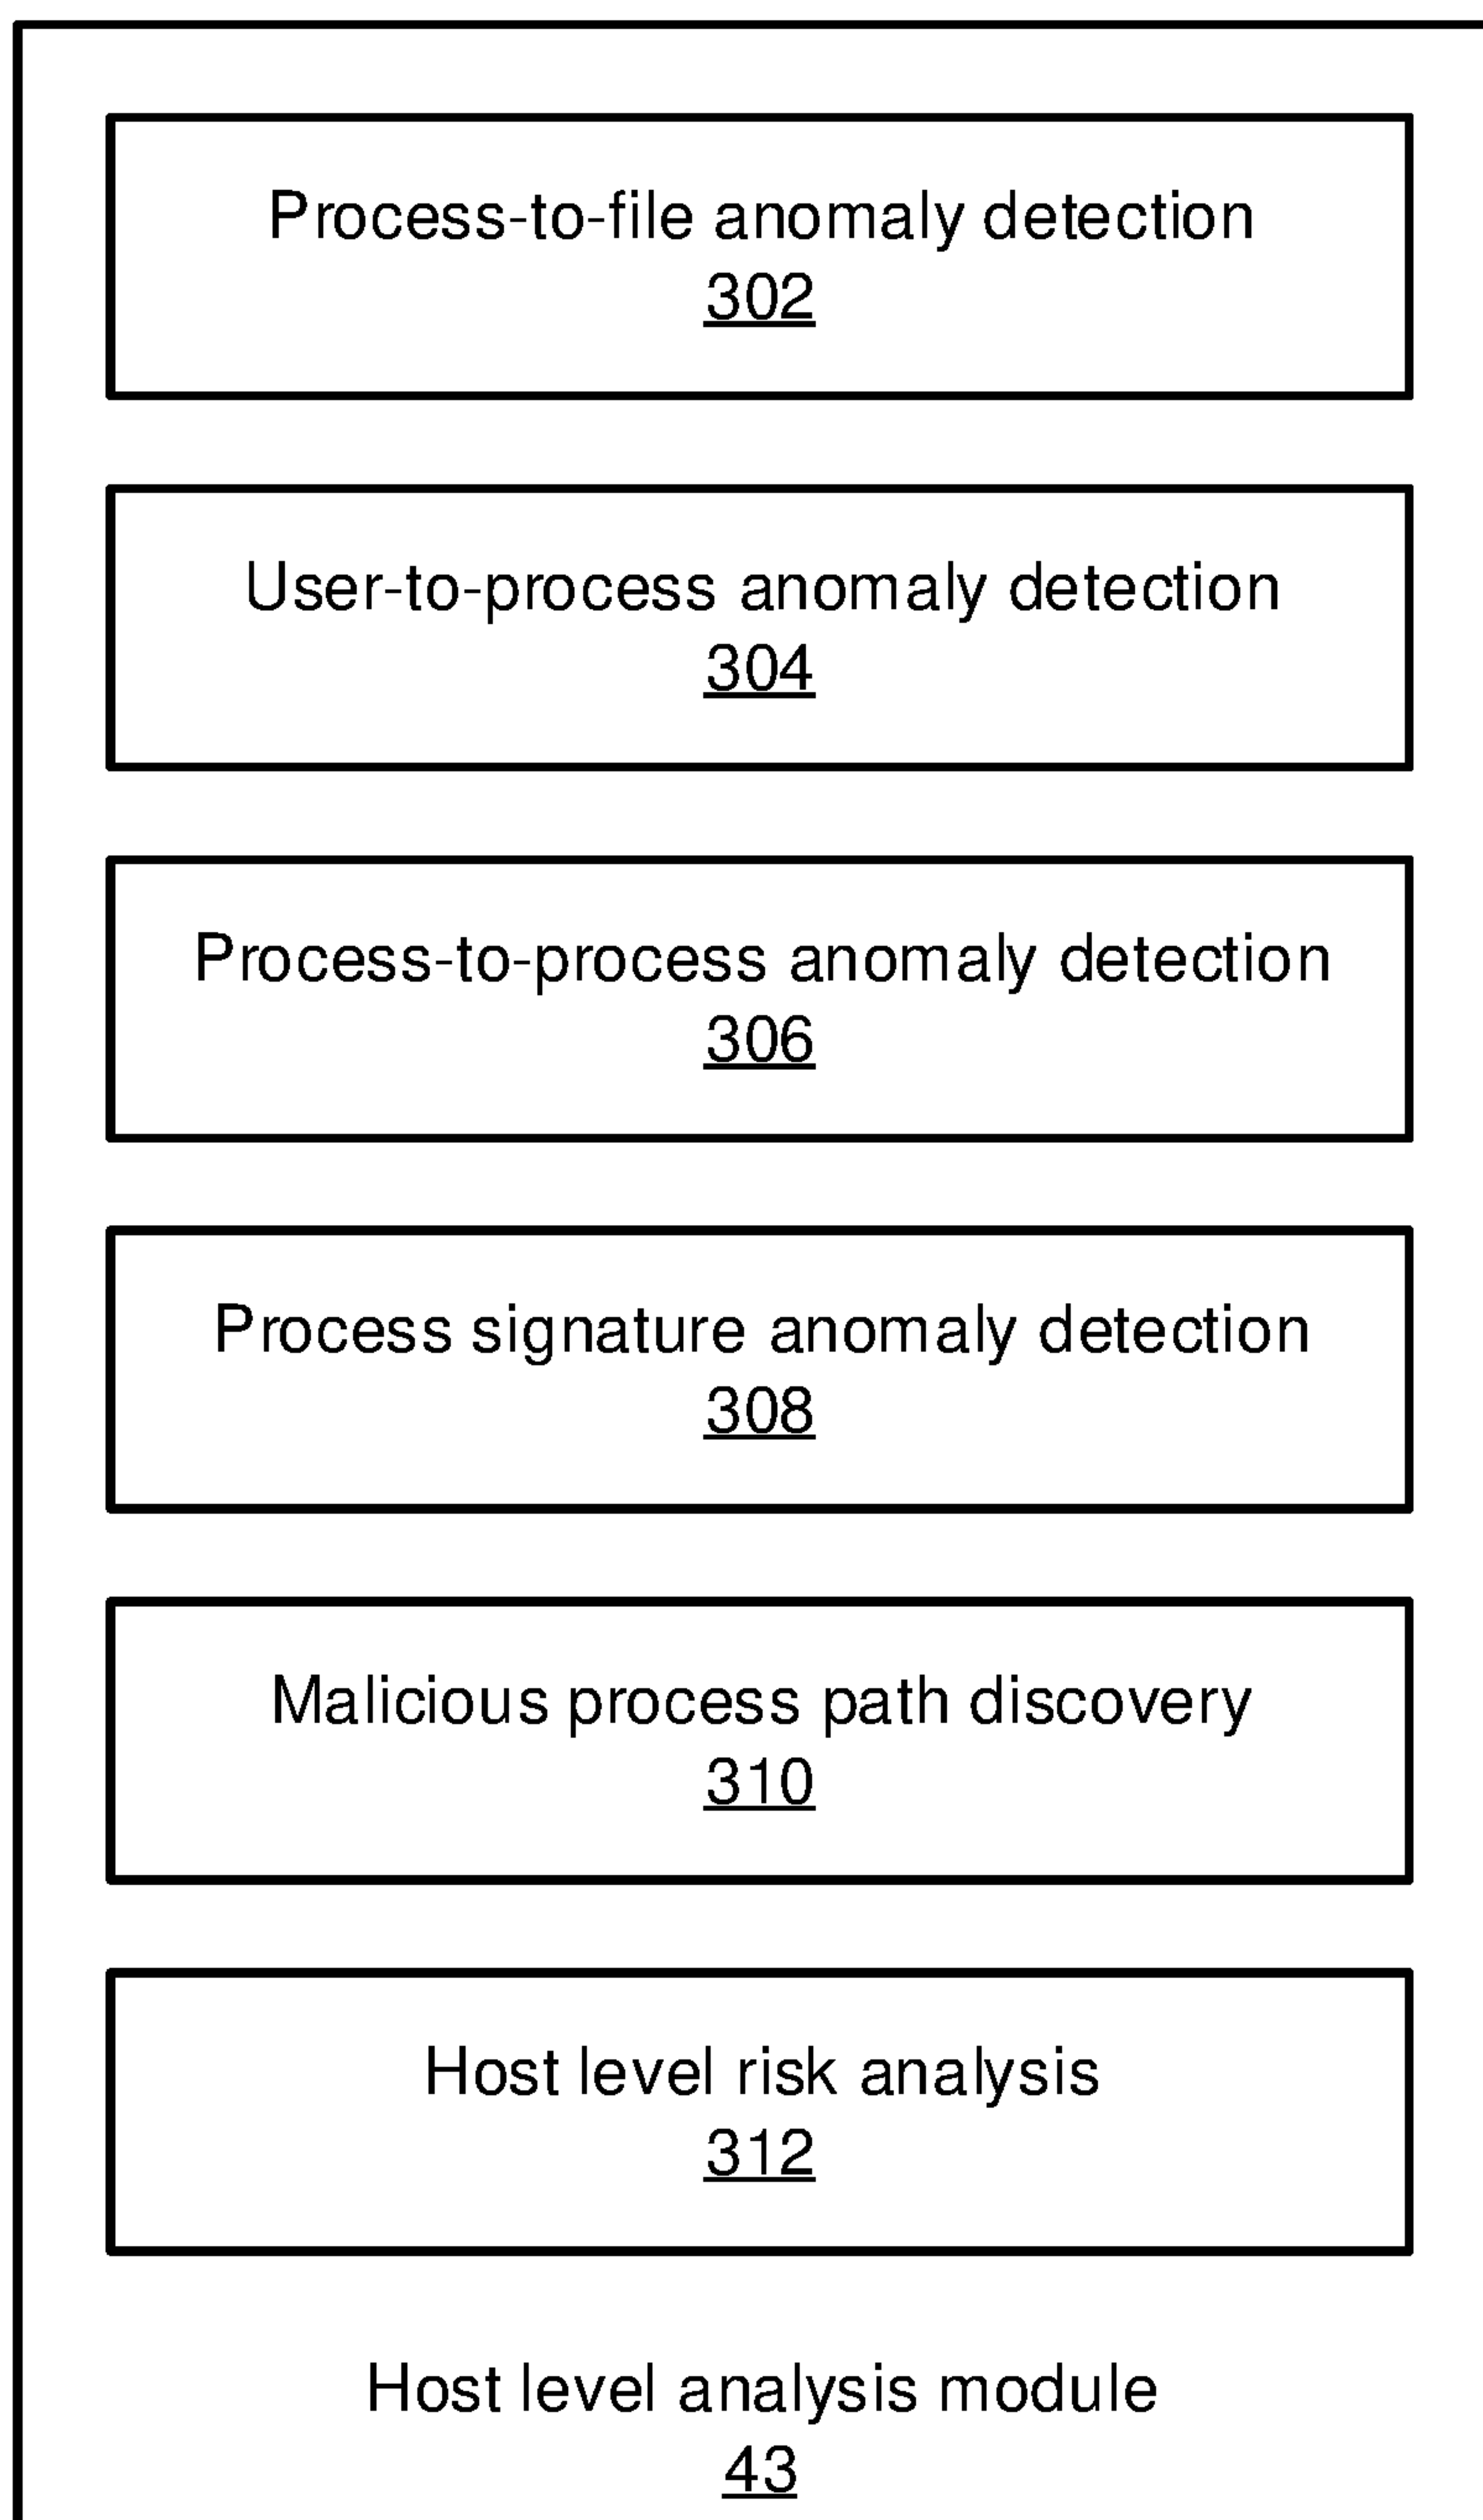 Process-to-file anomaly detection
302
User-to-process anomaly detection
304
Process-to-process anomaly detection
306
Process signature anomaly detection
308
Malicious process path discovery
310
Host level risk analysis
312
Host level analysis module
43